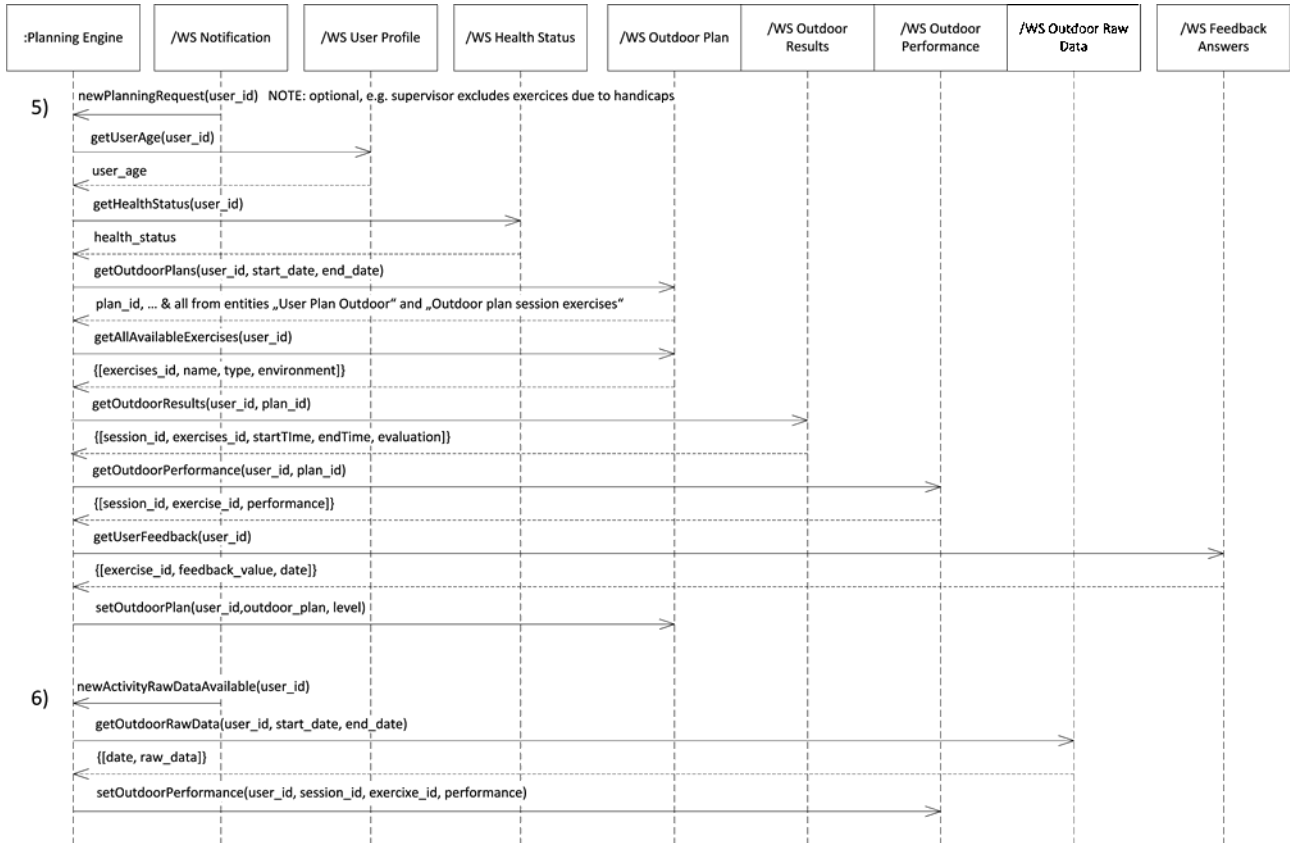 :Planning Engine
/WS Notification
/WS User Profile
/WS Health Status
/WS Outdoor Plan
/WS Outdoor
Results
/WS Outdoor
Performance
/WS Outdoor Raw
Data
/WS Feedback
Answers
5)
newPlanningRequest(user_id) NOTE: optional, e.g. supervisor excludes exercices due to handicaps
getUserAge(user_id)
user_age
getHealthStatus(user_id)
health_status
getOutdoorPlans(user_id, start_date, end_date)
plan_id, ... & all from entities „User Plan Outdoor“ and „Outdoor plan session exercises“
getAllAvailableExercises(user_id)
{[exercises_id, name, type, environment]}
getOutdoorResults(user_id, plan_id)
{[session_id, exercises_id, startTIme, endTime, evaluation]}
getOutdoorPerformance(user_id, plan_id)
{[session_id, exercise_id, performance]}
getUserFeedback(user_id)
{[exercise_id, feedback_value, date]}
setOutdoorPlan(user_id,outdoor_plan, level)
6)
newActivityRawDataAvailable(user_id)
getOutdoorRawData(user_id, start_date, end_date)
{[date, raw_data]}
setOutdoorPerformance(user_id, session_id, exercixe_id, performance)